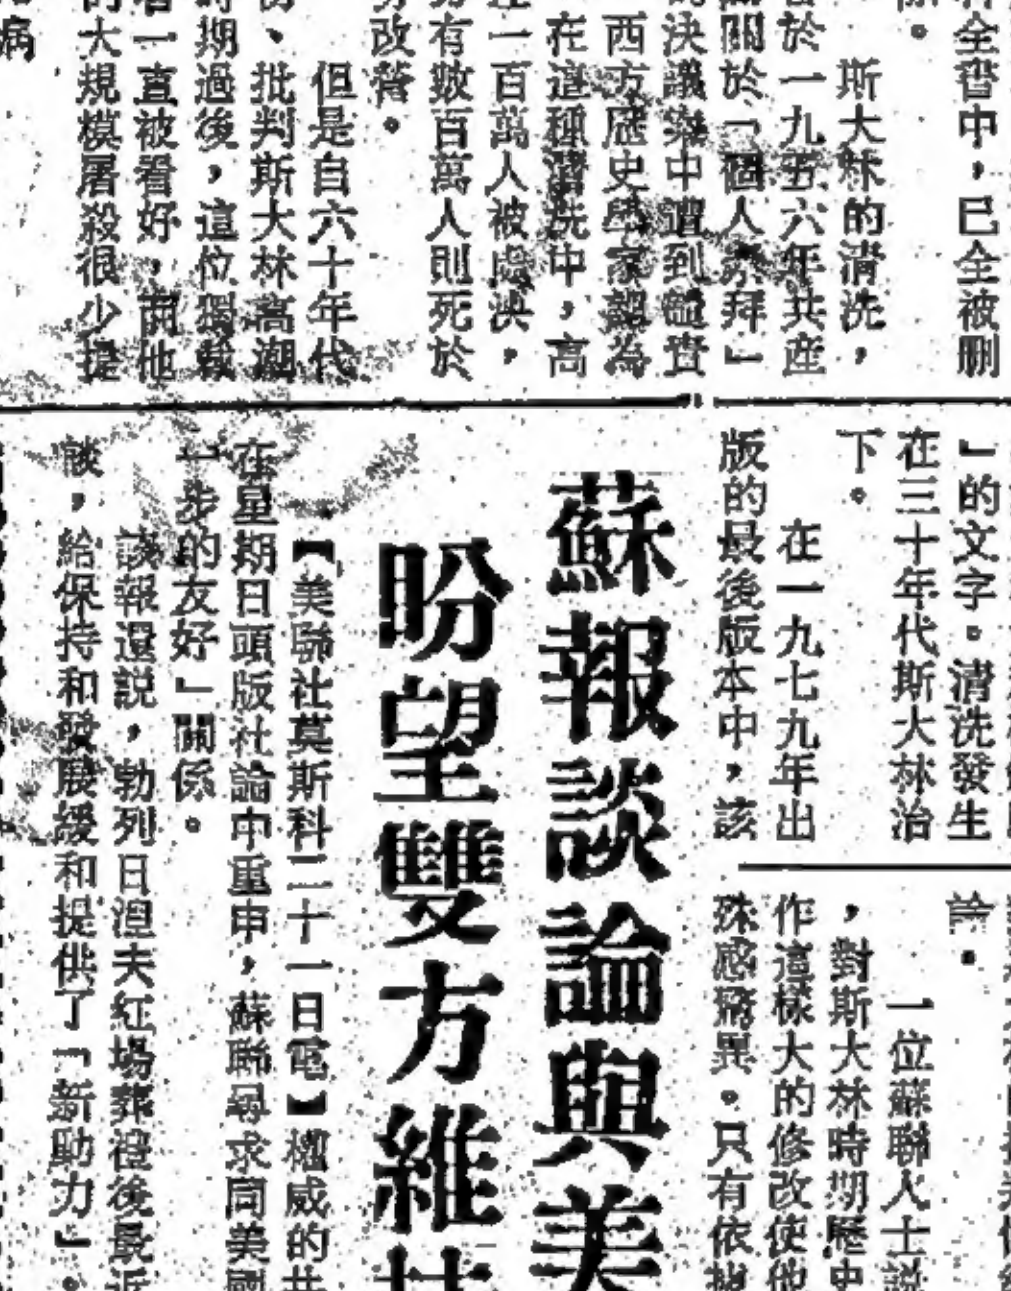 料全書中，已全被刪
斯大林的清洗，
於一九五六年共産
關於「個人崇拜」
決議案中遭到譴責
西方歷史學家認為
在這種清洗中，高
一百萬人被處決，
有數百萬人則死於
改營。
但是自六十年代
、批判斯大林高潮
時期過後，這位獨裁
一直被看好，而他
的大規模屠殺很少提
病
」的文字。清洗發生
在三十年代斯大林治
下。
在一九七九年出
版的最後版本中，該
論。
一位蘇聯人士説
，對斯大林時期歷史
作這樣大的修改使他
殊感痛異。只有依據
蘇報談論與美
盼望雙方維持
【美聯社莫斯科二十一日電】權威的共
在星期日頭版社論中重申，蘇聯尋求同美國
一步的友好」關係。
該報還説，勃列日涅夫紅場葬禮後最近
談，給保持和發展緩和提供了「新動力」。